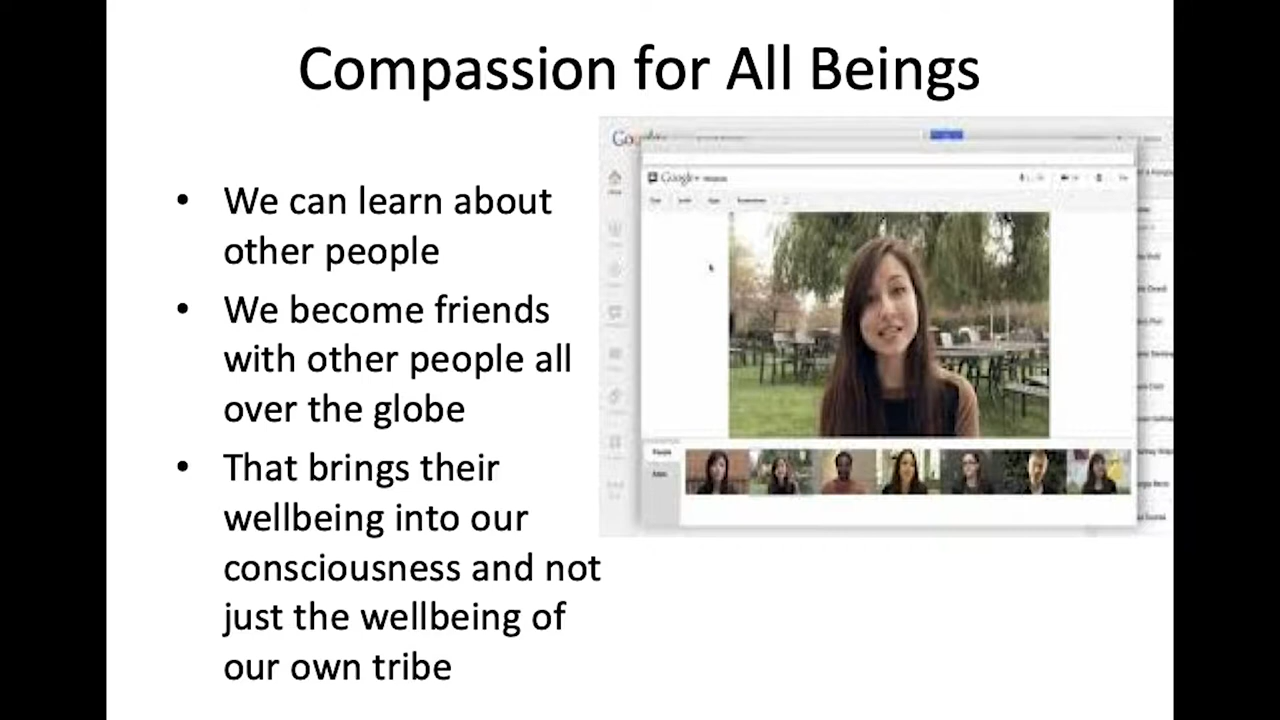 Compassion for All Beings
• We can learn about
other people
• We become friends
with other people all
over the globe
• That brings their
wellbeing into our
consciousness and not
just the wellbeing of
our own tribe
Google+